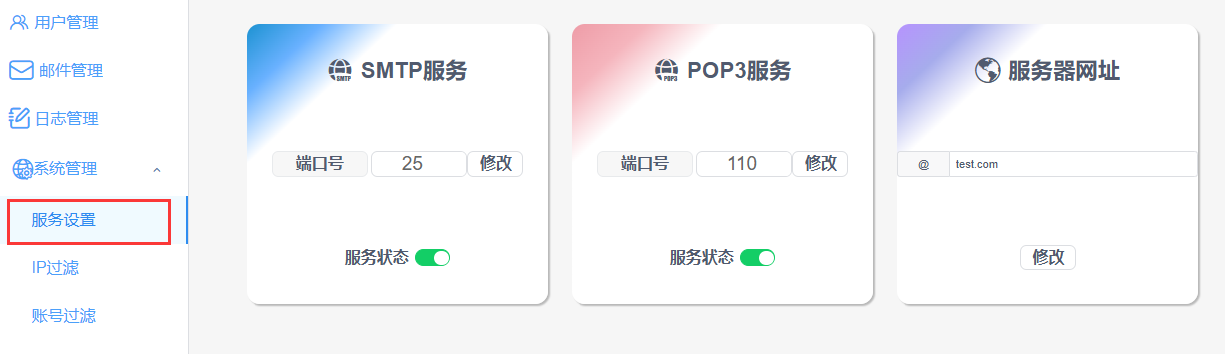 用户管理
邮件管理
日志管理
系统管理
服务设置
IP过滤
账号过滤
SMTP
SMTP服务
端口号 25 修改
服务状态
POP3
POP3服务
端口号 110 修改
服务状态
服务器网址
@ test.com
修改